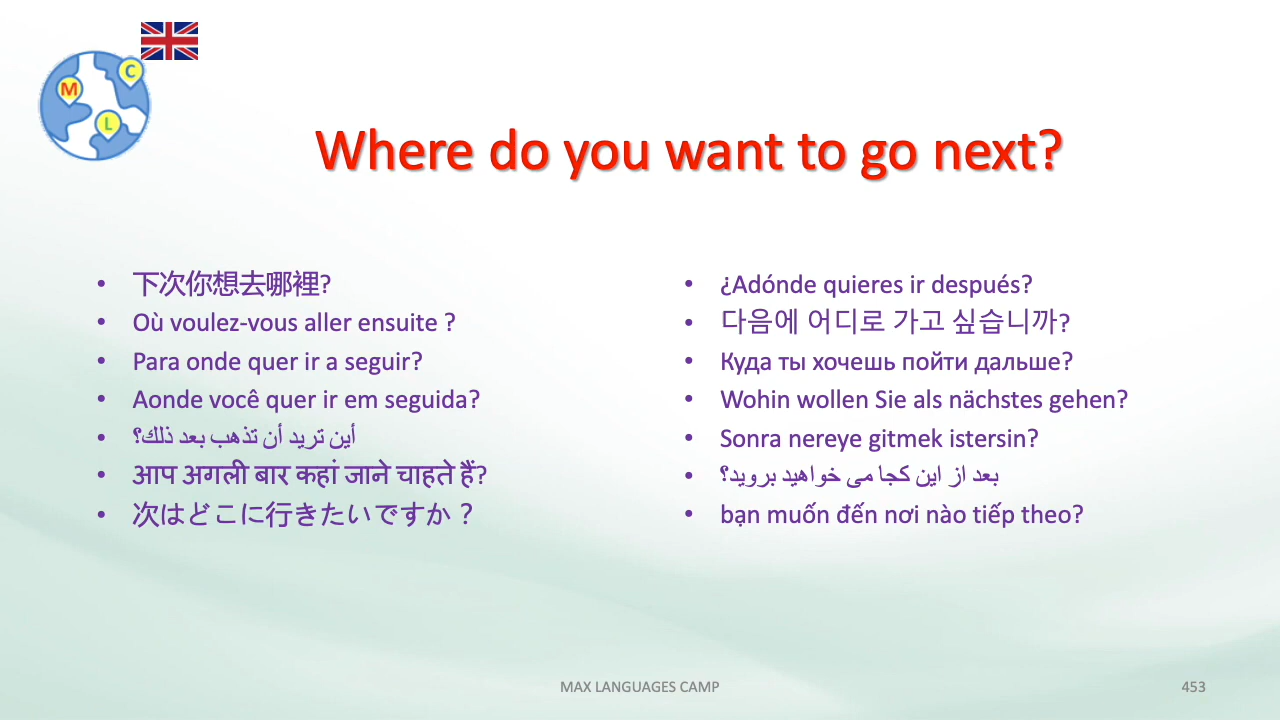 M
C
L
Where do you want to go next?
• 下次你想去哪裡?
• Où voulez-vous aller ensuite ?
• Para onde quer ir a seguir?
• Aonde você quer ir em seguida?
• أين تريد أن تذهب بعد ذلك؟
• आप अगली बार कहां जाने चाहते हैं?
• 次はどこに行きたいですか？
• ¿Adónde quieres ir después?
• 다음에 어디로 가고 싶습니까?
• Куда ты хочешь пойти дальше?
• Wohin wollen Sie als nächstes gehen?
• Sonra nereye gitmek istersin?
• بعد از این کجا می خواهید بروید؟
• bạn muốn đến nơi nào tiếp theo?
MAX LANGUAGES CAMP
453